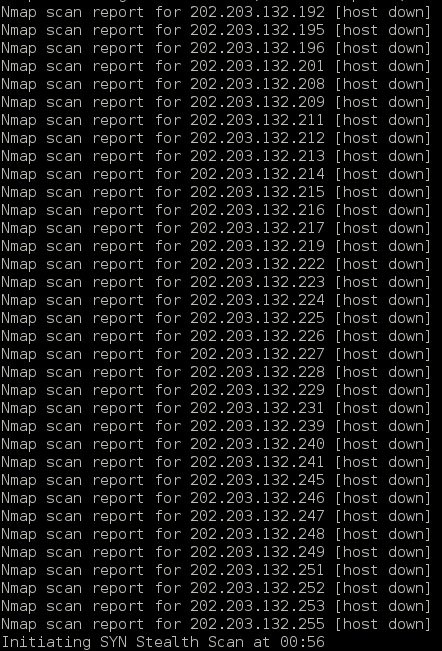 Nmap scan report for 202.203.132.192 [host down]
Nmap scan report for 202.203.132.195 [host down]
Nmap scan report for 202.203.132.196 [host down]
Nmap scan report for 202.203.132.201 [host down]
Nmap scan report for 202.203.132.208 [host down]
Nmap scan report for 202.203.132.209 [host down]
Nmap scan report for 202.203.132.211 [host down]
Nmap scan report for 202.203.132.212 [host down]
Nmap scan report for 202.203.132.213 [host down]
Nmap scan report for 202.203.132.214 [host down]
Nmap scan report for 202.203.132.215 [host down]
Nmap scan report for 202.203.132.216 [host down]
Nmap scan report for 202.203.132.217 [host down]
Nmap scan report for 202.203.132.219 [host down]
Nmap scan report for 202.203.132.222 [host down]
Nmap scan report for 202.203.132.223 [host down]
Nmap scan report for 202.203.132.224 [host down]
Nmap scan report for 202.203.132.225 [host down]
Nmap scan report for 202.203.132.226 [host down]
Nmap scan report for 202.203.132.227 [host down]
Nmap scan report for 202.203.132.228 [host down]
Nmap scan report for 202.203.132.229 [host down]
Nmap scan report for 202.203.132.231 [host down]
Nmap scan report for 202.203.132.239 [host down]
Nmap scan report for 202.203.132.240 [host down]
Nmap scan report for 202.203.132.241 [host down]
Nmap scan report for 202.203.132.245 [host down]
Nmap scan report for 202.203.132.246 [host down]
Nmap scan report for 202.203.132.247 [host down]
Nmap scan report for 202.203.132.248 [host down]
Nmap scan report for 202.203.132.249 [host down]
Nmap scan report for 202.203.132.251 [host down]
Nmap scan report for 202.203.132.252 [host down]
Nmap scan report for 202.203.132.253 [host down]
Nmap scan report for 202.203.132.255 [host down]
Initiating SYN Stealth Scan at 00:56